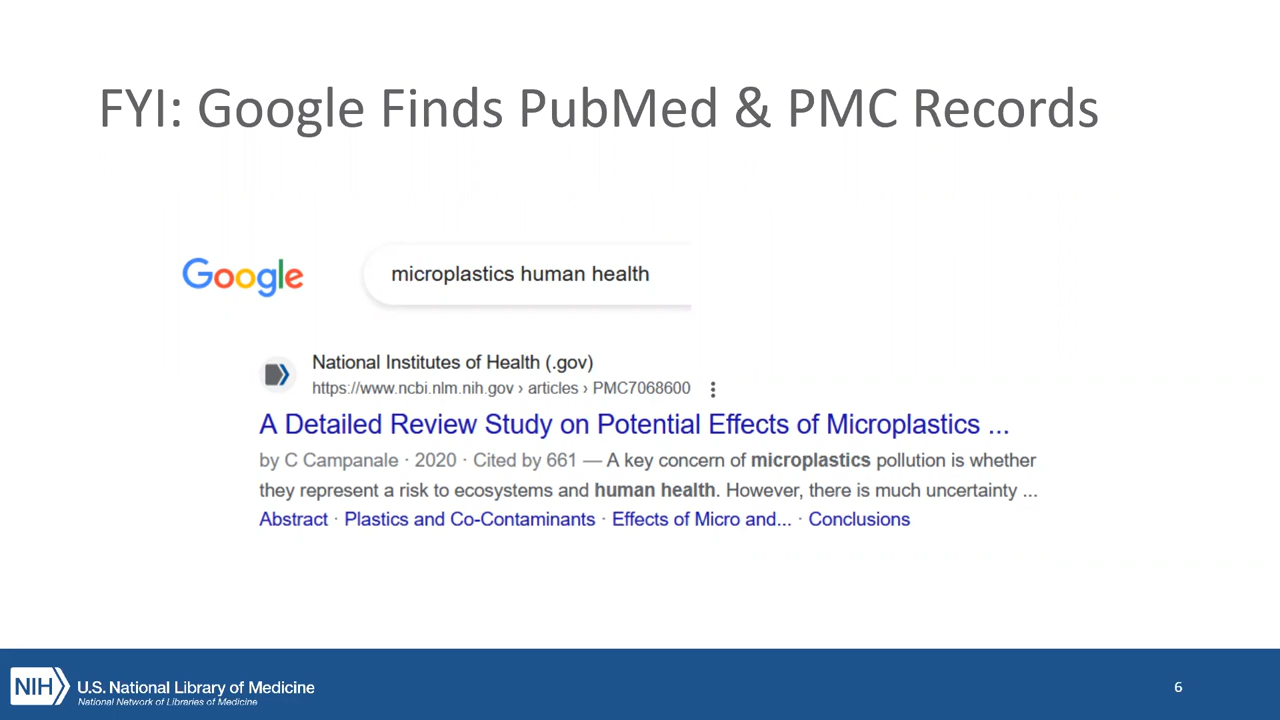 FYI: Google Finds PubMed & PMC Records
Google
microplastics human health
National Institutes of Health (.gov)
https://www.ncbi.nlm.nih.gov › articles › PMC7068600
A Detailed Review Study on Potential Effects of Microplastics ...
by C Campanale · 2020 · Cited by 661 — A key concern of microplastics pollution is whether
they represent a risk to ecosystems and human health. However, there is much uncertainty ...
Abstract · Plastics and Co-Contaminants · Effects of Micro and... · Conclusions
NIH
U.S. National Library of Medicine
National Network of Libraries of Medicine
6